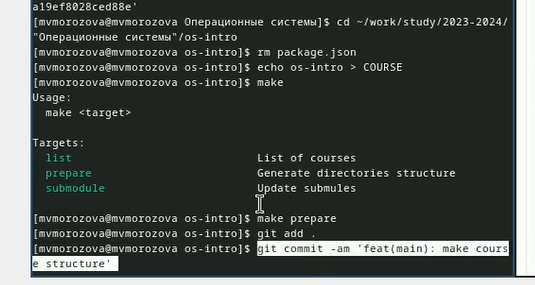 a19ef8028ced88e'
[mvmorozova@mvmorozova Операционные системы]$ cd ~/work/study/2023-2024/
"Операционные системы"/os-intro
[mvmorozova@mvmorozova os-intro]$ rm package.json
[mvmorozova@mvmorozova os-intro]$ echo os-intro > COURSE
[mvmorozova@mvmorozova os-intro]$ make
Usage:
  make <target>

Targets:
  list                           List of courses
  prepare                        Generate directories structure
  submodule                      Update submules

[mvmorozova@mvmorozova os-intro]$ make prepare
[mvmorozova@mvmorozova os-intro]$ git add .
[mvmorozova@mvmorozova os-intro]$ git commit -am 'feat(main): make cours
e structure'